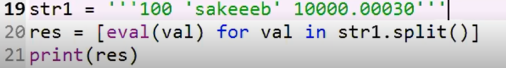 19 str1 = '''100 'sakeeeb' 10000.00030'''
20 res = [eval(val) for val in str1.split()]
21 print(res)